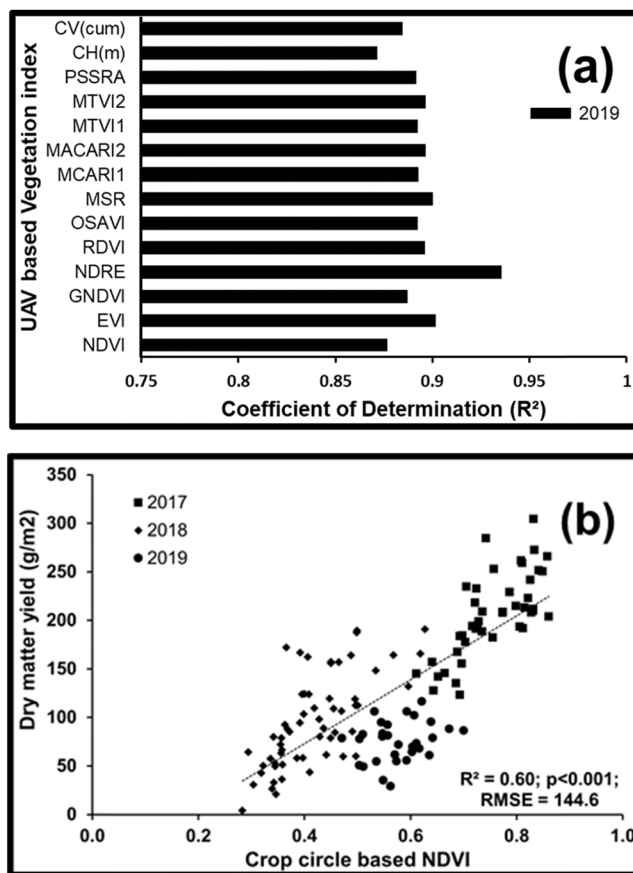 UAV based Vegetation index
CV(cum)
CH(m)
PSSRA
MTVI2
MTVI1
MACARI2
MCARI1
MSR
OSAVI
RDVI
NDRE
GNDVI
EVI
NDVI
(a)
2019
0.75 0.8 0.85 0.9 0.95 1
Coefficient of Determination (R²)
Dry matter yield (g/m2)
350
300
250
200
150
100
50
0
2017
2018
2019
(b)
R² = 0.60; p<0.001;
RMSE = 144.6
0.0 0.2 0.4 0.6 0.8 1.0
Crop circle based NDVI